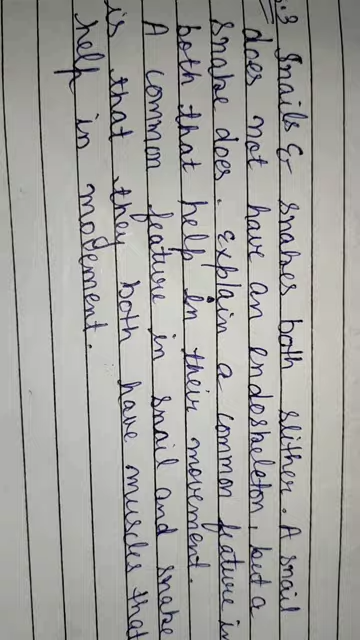 .3 Snails & snakes both slither. A snail
does not have an endoskeleton, but a
snake does. Explain a common feature in
both that help in their movement.
A common feature in snail and snake
is that they both have muscles that
help in movement.